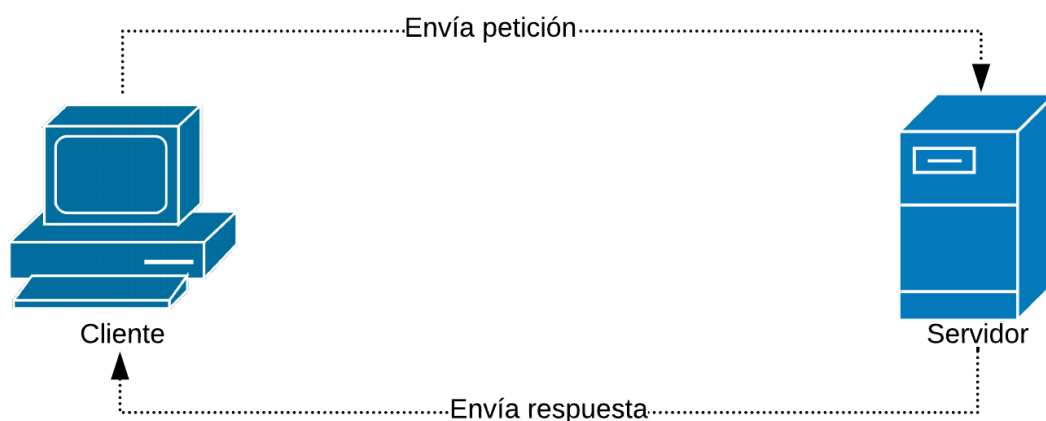 Envía petición
Cliente
Servidor
Envía respuesta